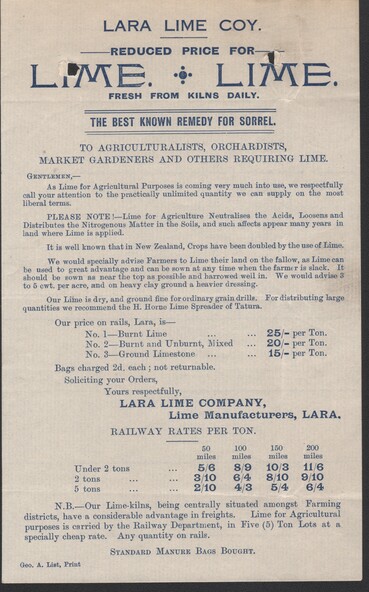 LARA LIME COY.
REDUCED PRICE FOR
LIME. LIME.
FRESH FROM KILNS DAILY.
THE BEST KNOWN REMEDY FOR SORREL.
TO AGRICULTURALISTS, ORCHARDISTS,
MARKET GARDENERS AND OTHERS REQUIRING LIME.
GENTLEMEN,—
As Lime for Agricultural Purposes is coming very much into use, we respectfully
call your attention to the practically unlimited quantity we can supply on the most
liberal terms.
PLEASE NOTE!—Lime for Agriculture Neutralises the Acids, Loosens and
Distributes the Nitrogenous Matter in the Soils, and such affects appear many years in
land where Lime is applied.
It is well known that in New Zealand, Crops have been doubled by the use of Lime.
We would specially advise Farmers to Lime their land on the fallow, as Lime can
be used to great advantage and can be sown at any time when the farmer is slack. It
should be sown as near the top as possible and harrowed well in. We would advise 3
to 5 cwt. per acre, and on heavy clay ground a heavier dressing.
Our Lime is dry, and ground fine for ordinary grain drills. For distributing large
quantities we recommend the H. Horne Lime Spreader of Tatura.
Our price on rails, Lara, is—
No. 1—Burnt Lime ... ... 25/- per Ton.
No. 2—Burnt and Unburnt, Mixed ... 20/- per Ton.
No. 3—Ground Limestone ... ... 15/- per Ton.
Bags charged 2d. each; not returnable.
Soliciting your Orders,
Yours respectfully,
LARA LIME COMPANY,
Lime Manufacturers, LARA.
RAILWAY RATES PER TON.
50 100 150 200
miles miles miles miles
Under 2 tons ... 5/6 8/9 10/3 11/6
2 tons ... ... 3/10 6/4 8/10 9/10
5 tons ... 2/10 4/3 5/4 6/4
N.B.—Our Lime-kilns, being centrally situated amongst Farming
districts, have a considerable advantage in freights. Lime for Agricultural
purposes is carried by the Railway Department, in Five (5) Ton Lots at a
specially cheap rate. Any quantity on rails.
STANDARD MANURE BAGS BOUGHT.
Geo. A. List, Print